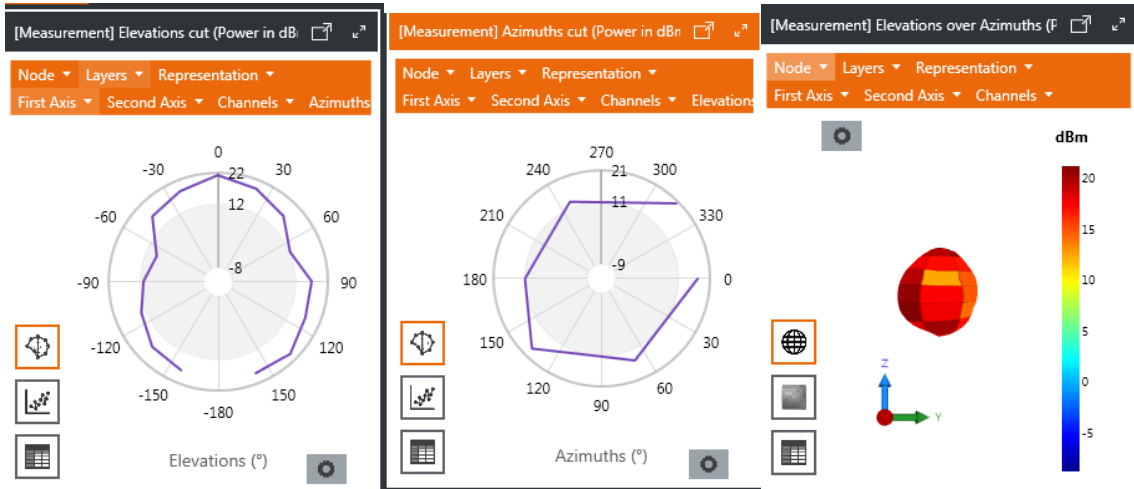 [Measurement] Elevations cut (Power in dB
Node Layers Representation
First Axis Second Axis Channels Azimuths
0
-30 30
22
12
-60 60
-8
-90 90
-120 120
-150 150
-180
Elevations (°)
[Measurement] Azimuths cut (Power in dBn
Node Layers Representation
First Axis Second Axis Channels Elevations
270
240 21 300
11
210 330
-9
180 0
150 30
120 60
90
Azimuths (°)
[Measurement] Elevations over Azimuths (P
Node Layers Representation
First Axis Second Axis Channels
dBm
20
15
10
5
0
-5
Z
Y